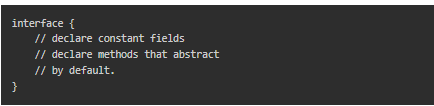 interface {
// declare constant fields
// declare methods that abstract
// by default.
}